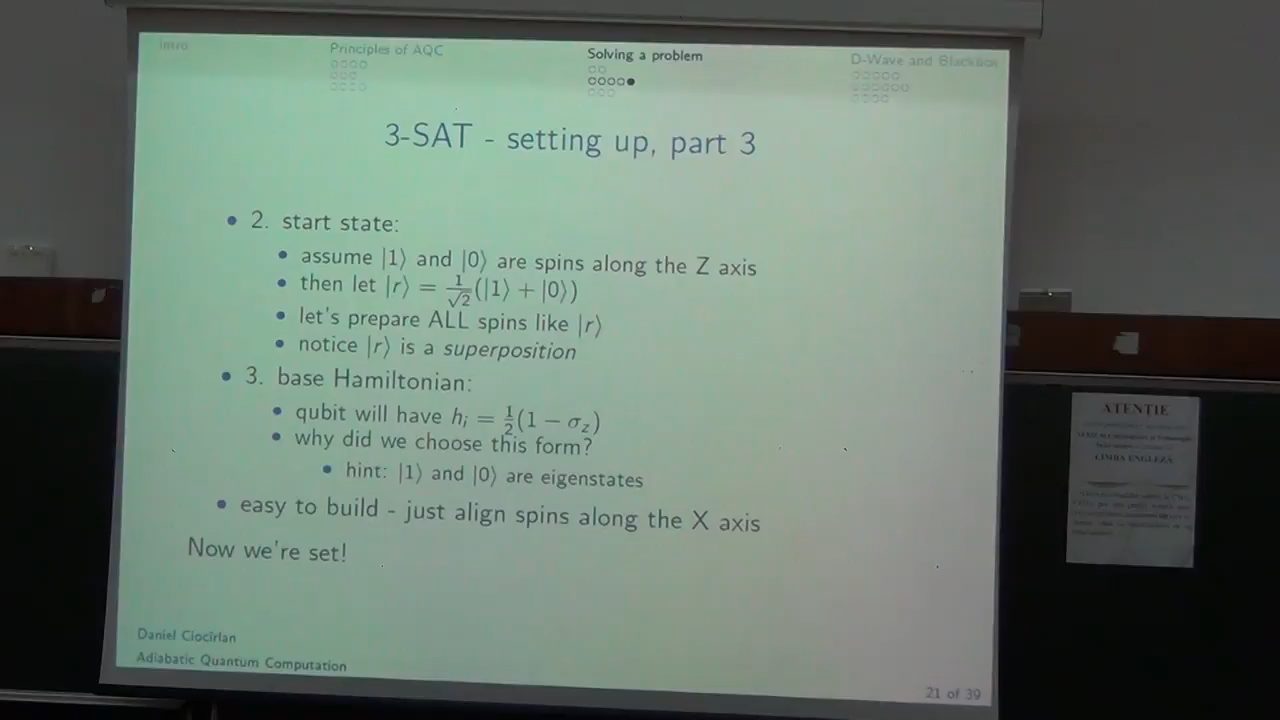 Intro
Principles of AQC
Solving a problem
D-Wave and Blackbox
3-SAT - setting up, part 3
• 2. start state:
• assume |1⟩ and |0⟩ are spins along the Z axis
• then let |r⟩ = 1/√2(|1⟩ + |0⟩)
• let's prepare ALL spins like |r⟩
• notice |r⟩ is a superposition
• 3. base Hamiltonian:
• qubit will have hᵢ = ½(1 − σz)
• why did we choose this form?
• hint: |1⟩ and |0⟩ are eigenstates
• easy to build - just align spins along the X axis
Now we're set!
Daniel Ciocîrlan
Adiabatic Quantum Computation
21 of 39
ATENȚIE
LIMBA ENGLEZĂ